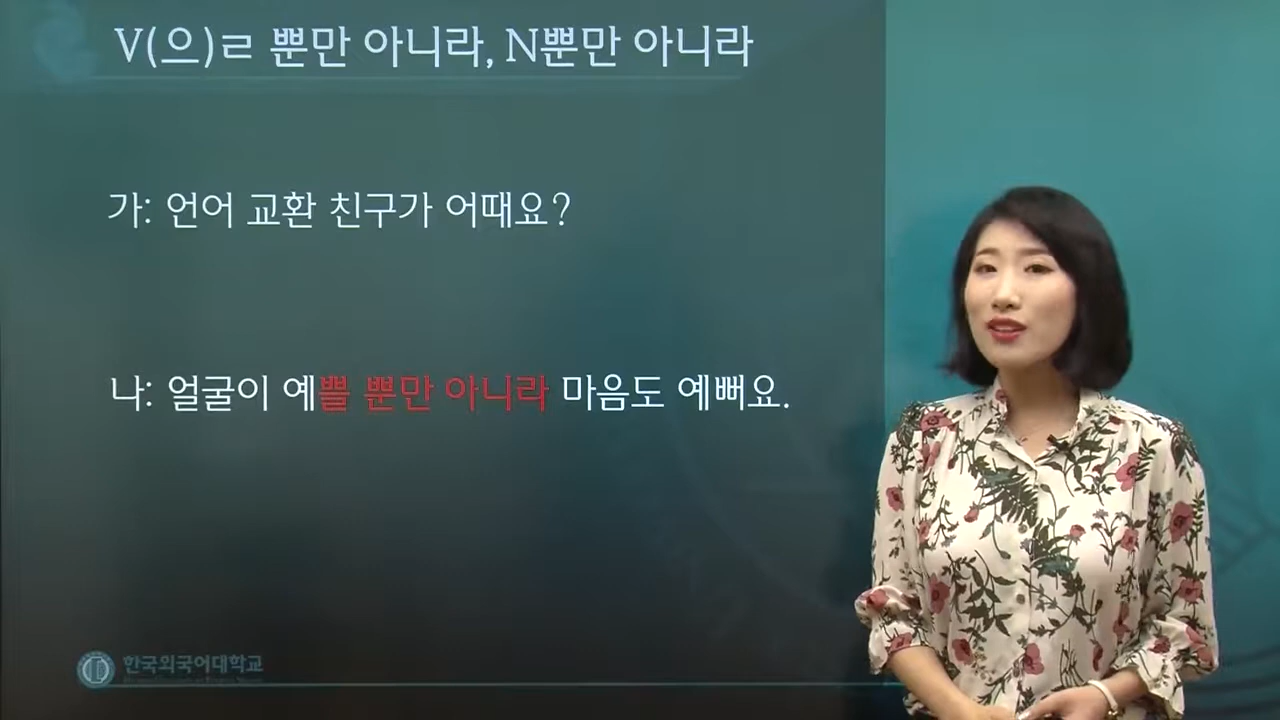 V(으)ㄹ 뿐만 아니라, N뿐만 아니라
가: 언어 교환 친구가 어때요?
나: 얼굴이 예쁠 뿐만 아니라 마음도 예뻐요.
한국외국어대학교